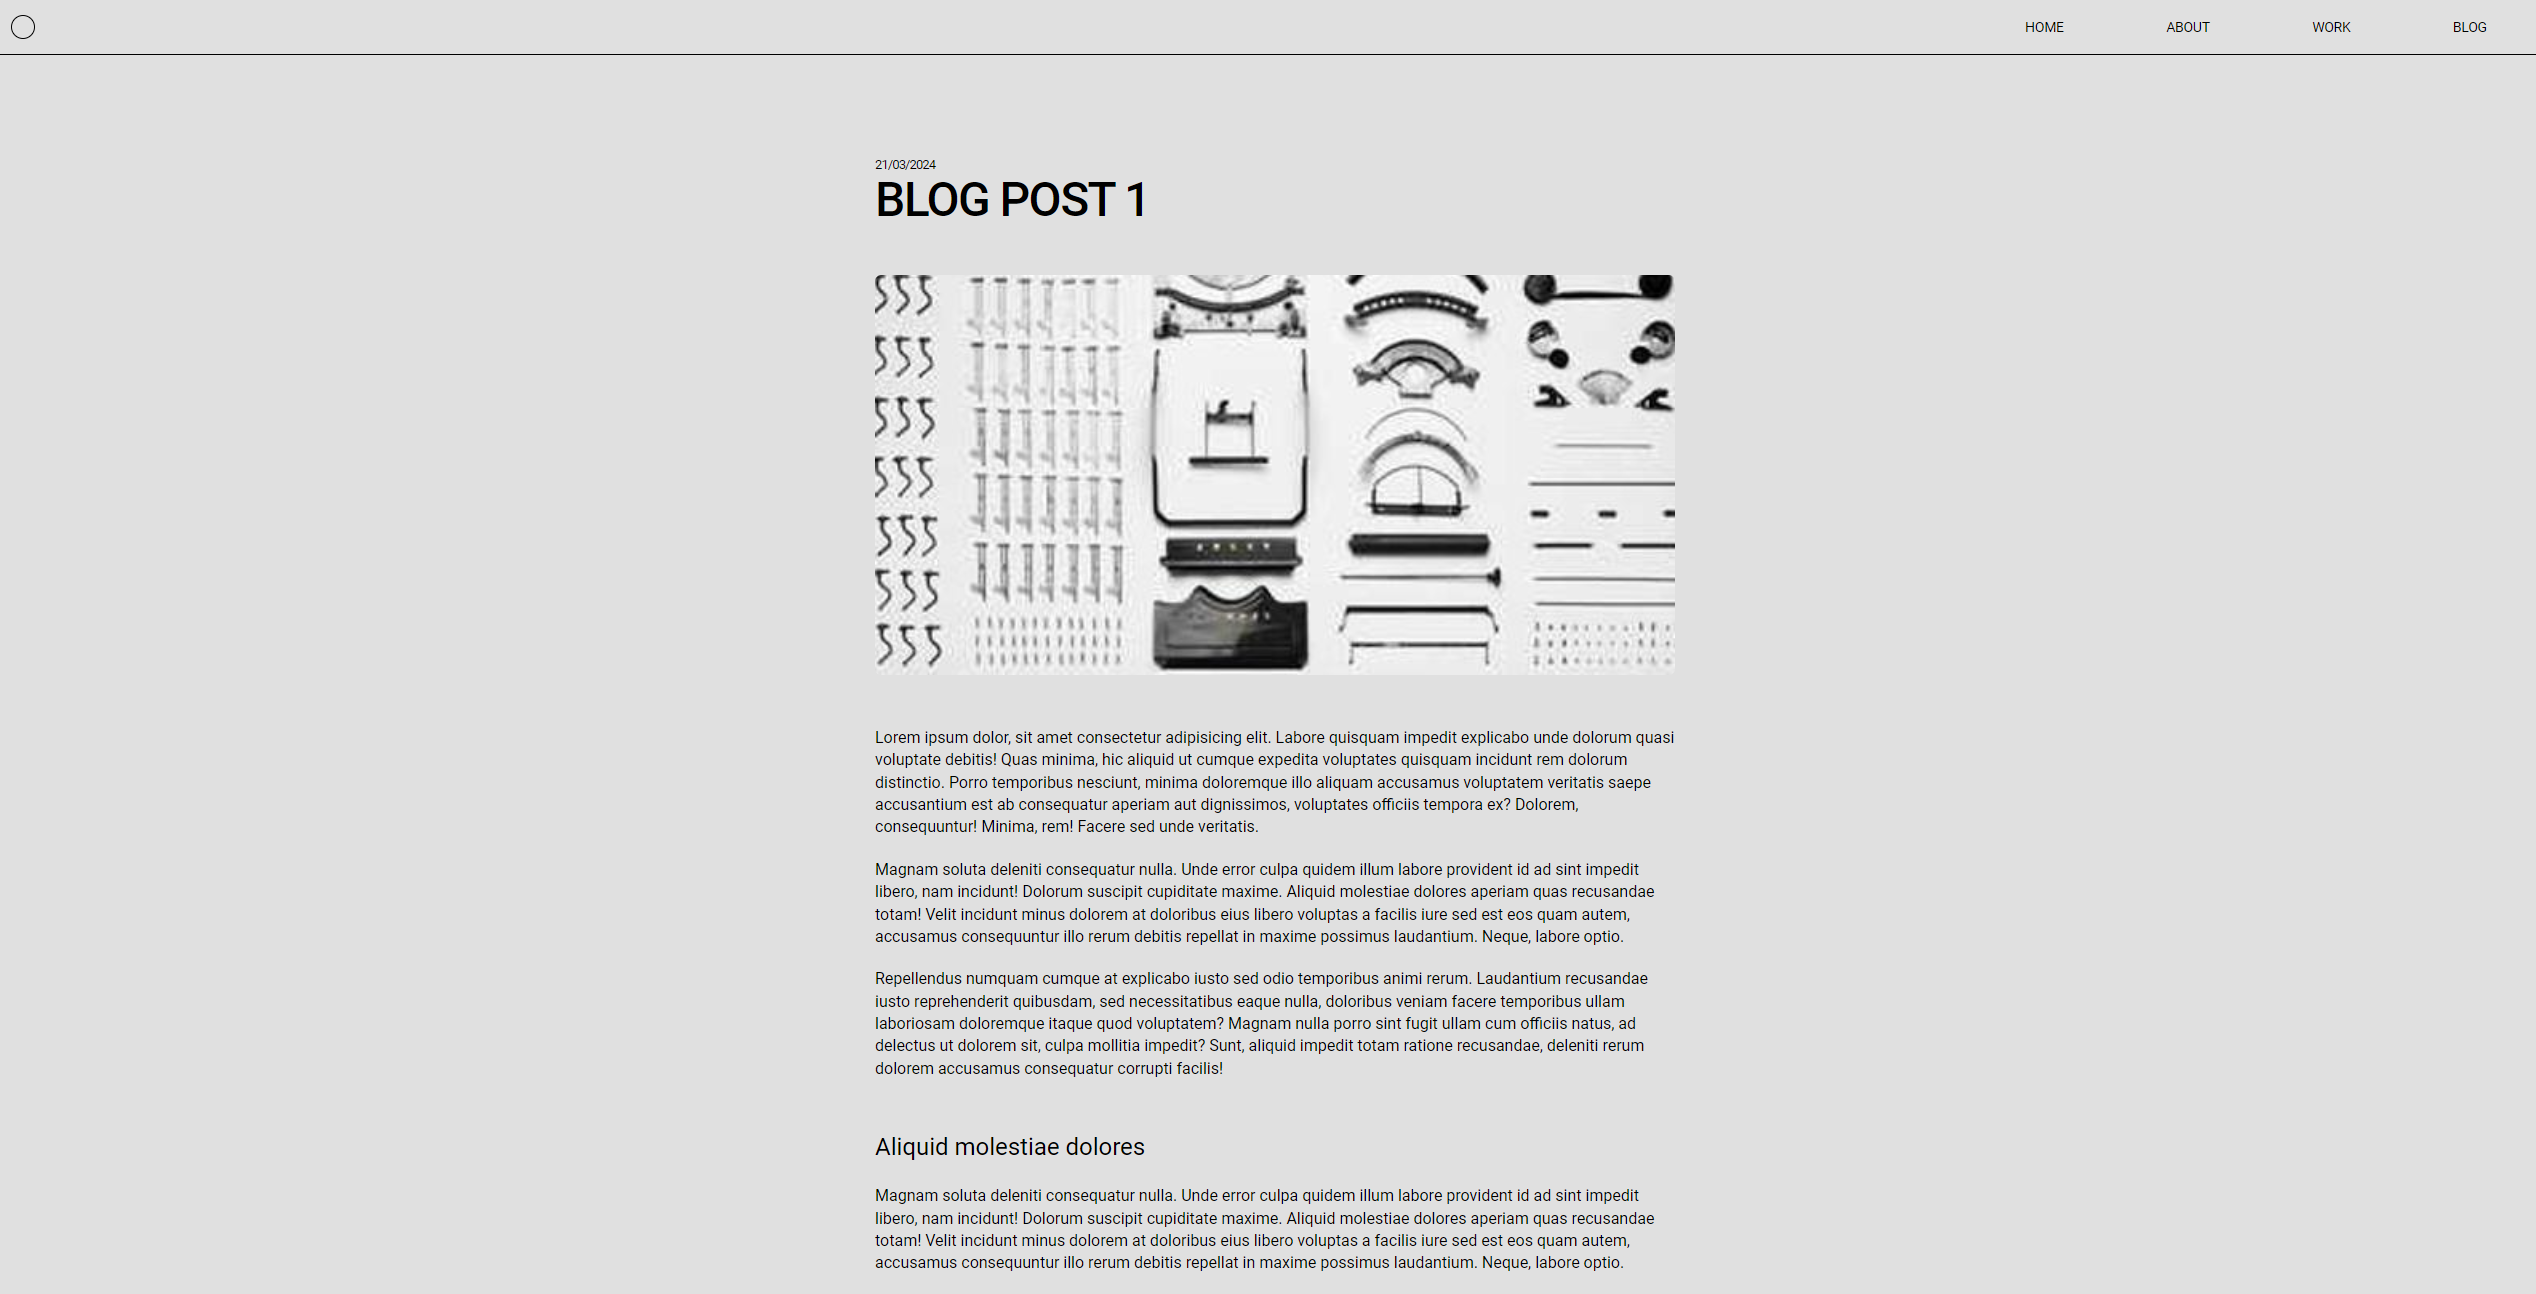 HOME ABOUT WORK BLOG
21/03/2024
BLOG POST 1
Lorem ipsum dolor, sit amet consectetur adipisicing elit. Labore quisquam impedit explicabo unde dolorum quasi
voluptate debitis! Quas minima, hic aliquid ut cumque expedita voluptates quisquam incidunt rem dolorum
distinctio. Porro temporibus nesciunt, minima doloremque illo aliquam accusamus voluptatem veritatis saepe
accusantium est ab consequatur aperiam aut dignissimos, voluptates officiis tempora ex? Dolorem,
consequuntur! Minima, rem! Facere sed unde veritatis.
Magnam soluta deleniti consequatur nulla. Unde error culpa quidem illum labore provident id ad sint impedit
libero, nam incidunt! Dolorum suscipit cupiditate maxime. Aliquid molestiae dolores aperiam quas recusandae
totam! Velit incidunt minus dolorem at doloribus eius libero voluptas a facilis iure sed est eos quam autem,
accusamus consequuntur illo rerum debitis repellat in maxime possimus laudantium. Neque, labore optio.
Repellendus numquam cumque at explicabo iusto sed odio temporibus animi rerum. Laudantium recusandae
iusto reprehenderit quibusdam, sed necessitatibus eaque nulla, doloribus veniam facere temporibus ullam
laboriosam doloremque itaque quod voluptatem? Magnam nulla porro sint fugit ullam cum officiis natus, ad
delectus ut dolorem sit, culpa mollitia impedit? Sunt, aliquid impedit totam ratione recusandae, deleniti rerum
dolorem accusamus consequatur corrupti facilis!
Aliquid molestiae dolores
Magnam soluta deleniti consequatur nulla. Unde error culpa quidem illum labore provident id ad sint impedit
libero, nam incidunt! Dolorum suscipit cupiditate maxime. Aliquid molestiae dolores aperiam quas recusandae
totam! Velit incidunt minus dolorem at doloribus eius libero voluptas a facilis iure sed est eos quam autem,
accusamus consequuntur illo rerum debitis repellat in maxime possimus laudantium. Neque, labore optio.